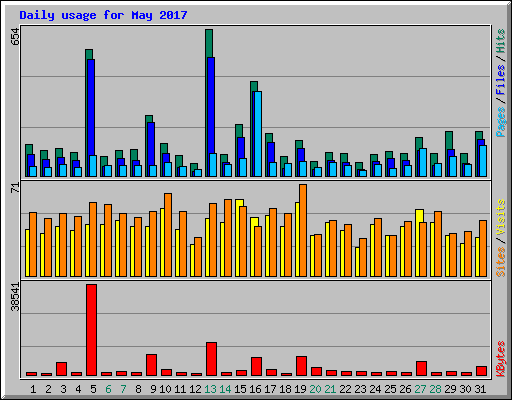 Daily usage for May 2017
654
Pages / Files / Hits
71
Sites / Visits
38541
KBytes
1 2 3 4 5 6 7 8 9 10 11 12 13 14 15 16 17 18 19 20 21 22 23 24 25 26 27 28 29 30 31